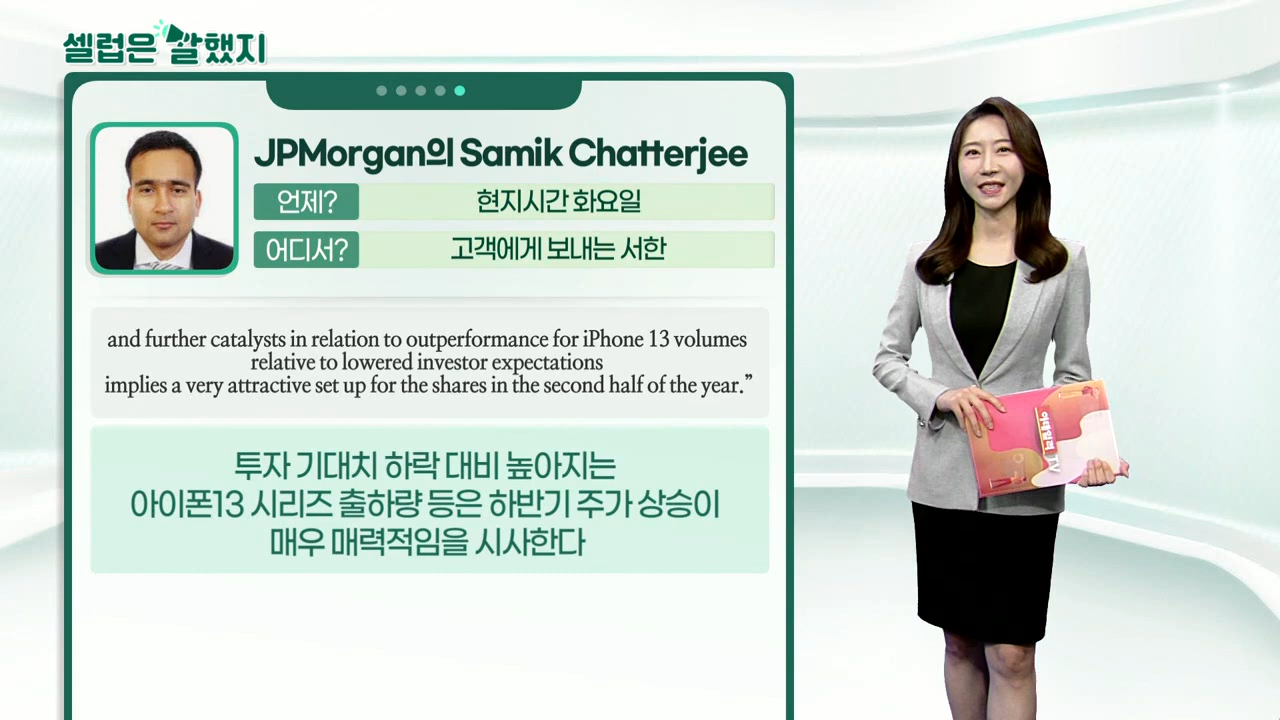 셀럽은 말했지
JPMorgan의 Samik Chatterjee
언제?
현지시간 화요일
어디서?
고객에게 보내는 서한
and further catalysts in relation to outperformance for iPhone 13 volumes
relative to lowered investor expectations
implies a very attractive set up for the shares in the second half of the year.”
투자 기대치 하락 대비 높아지는
아이폰13 시리즈 출하량 등은 하반기 주가 상승이
매우 매력적임을 시사한다
이데일리 TV